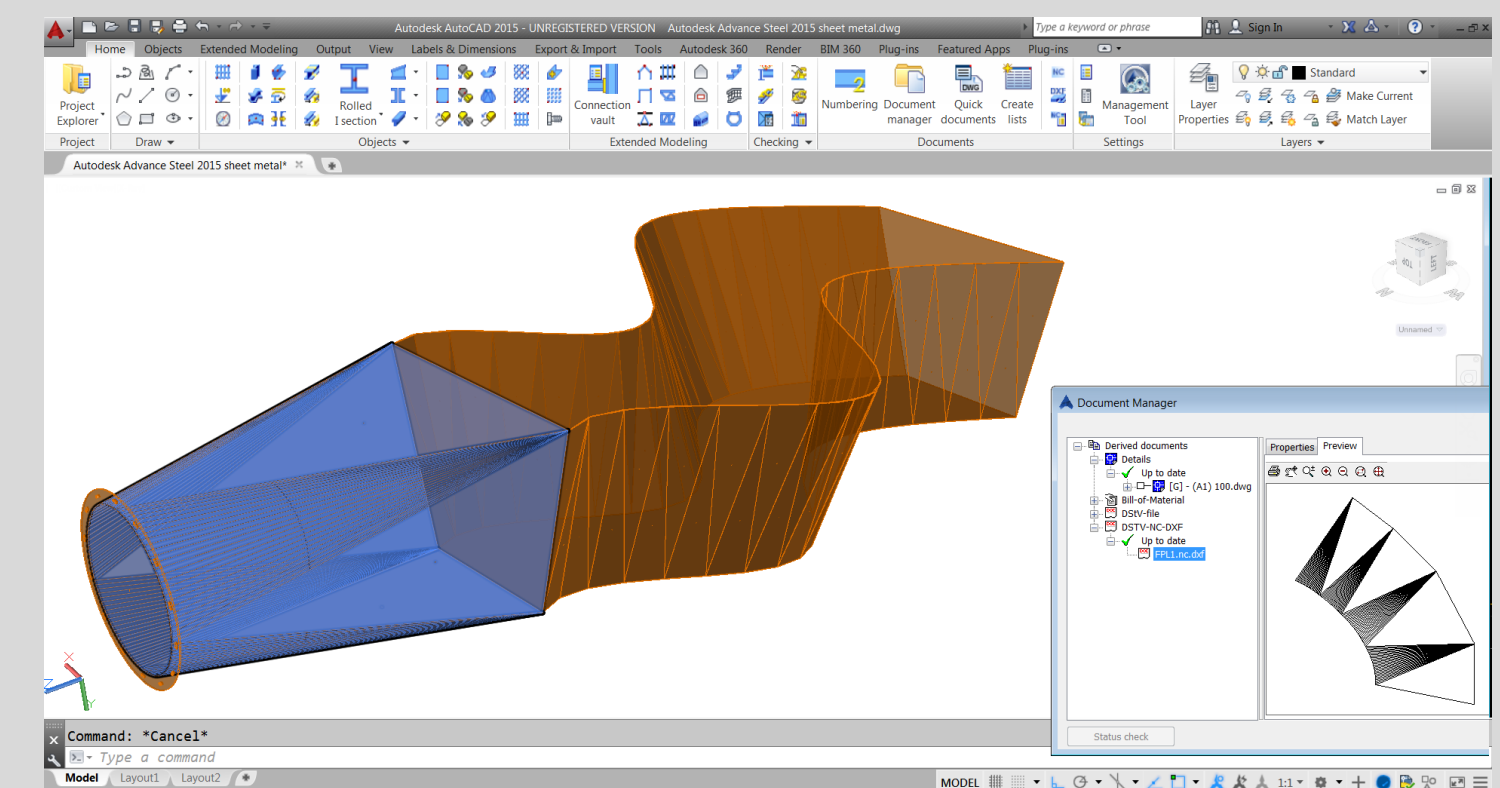 Autodesk AutoCAD 2015 - UNREGISTERED VERSION Autodesk Advance Steel 2015 sheet metal.dwg
Type a keyword or phrase
Sign In
Home Objects Extended Modeling Output View Labels & Dimensions Export & Import Tools Autodesk 360 Render BIM 360 Plug-ins Featured Apps Plug-ins
Project
Explorer
Rolled
I section
Connection
vault
Numbering
Document
manager
Quick
documents
Create
lists
NC
DXF
DWG
Management
Tool
Layer
Properties
Standard
Make Current
Match Layer
Project Draw Objects Extended Modeling Checking Documents Settings Layers
Autodesk Advance Steel 2015 sheet metal*
TOP
LEFT
Unnamed
Document Manager
Derived documents
Details
Up to date
[G] - (A1) 100.dwg
Bill-of-Material
DStV-file
DSTV-NC-DXF
Up to date
FPL1.nc.dxf
Properties Preview
Status check
X
Y
Z
Command: *Cancel*
Type a command
Model Layout1 Layout2
MODEL
1:1